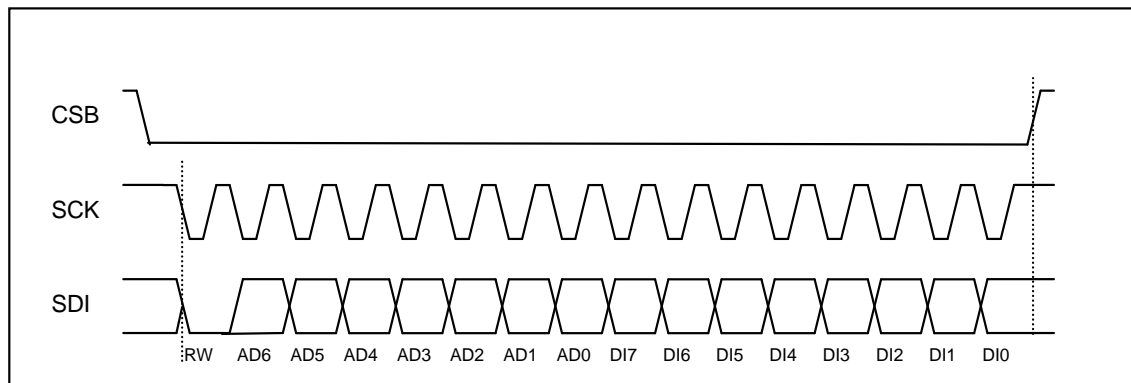 CSB
SCK
SDI
RW AD6 AD5 AD4 AD3 AD2 AD1 AD0 DI7 DI6 DI5 DI4 DI3 DI2 DI1 DI0